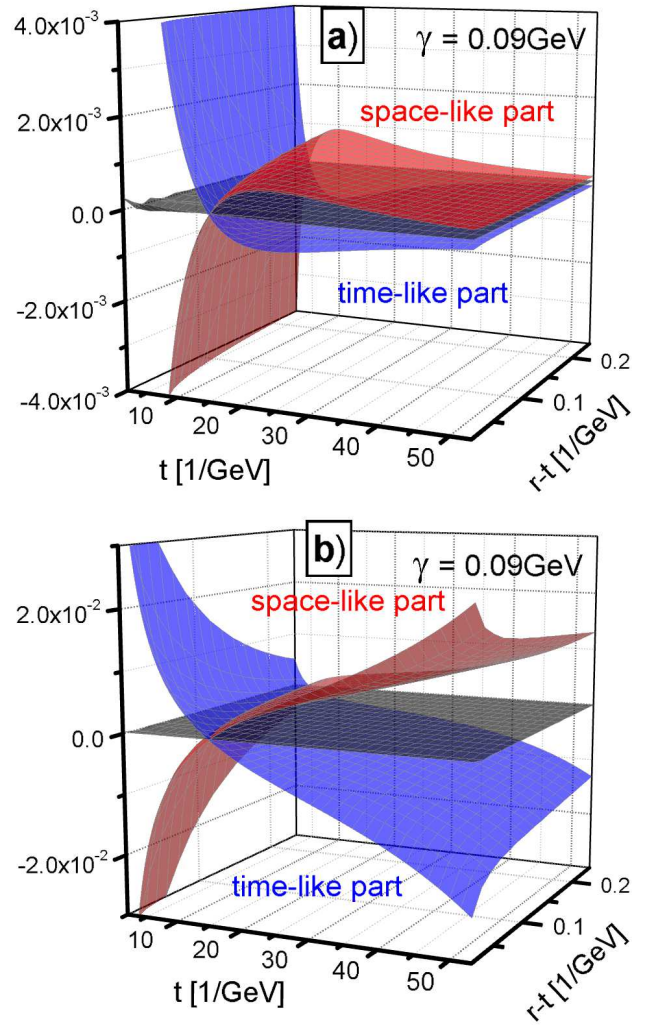 4.0x10⁻³
a)
γ = 0.09GeV
space-like part
2.0x10⁻³
0.0
time-like part
-2.0x10⁻³
-4.0x10⁻³
0.2
0.1
10
20
30
40
50
t [1/GeV]
r-t [1/GeV]
b)
γ = 0.09GeV
space-like part
2.0x10⁻²
0.0
-2.0x10⁻²
time-like part
0.2
0.1
10
20
30
40
50
t [1/GeV]
r-t [1/GeV]